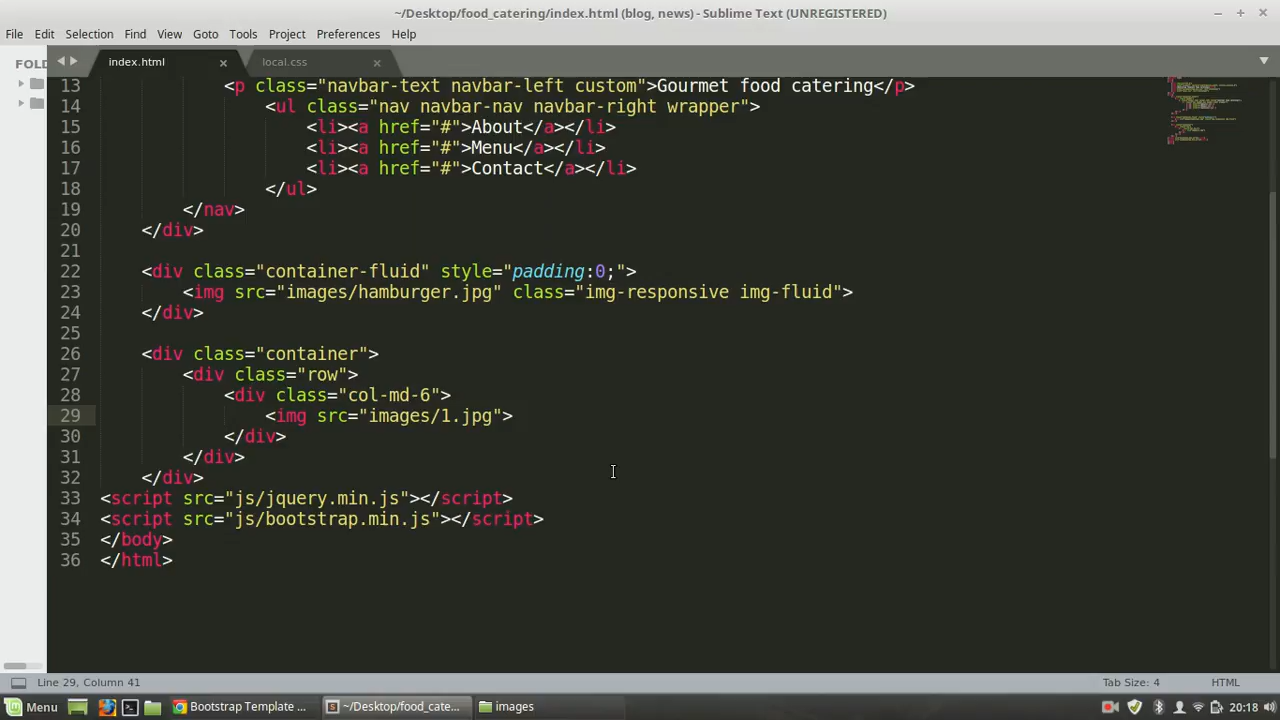 ~/Desktop/food_catering/index.html (blog, news) - Sublime Text (UNREGISTERED)
File Edit Selection Find View Goto Tools Project Preferences Help
FOLD
index.html
local.css
13 <p class="navbar-text navbar-left custom">Gourmet food catering</p>
14 <ul class="nav navbar-nav navbar-right wrapper">
15 <li><a href="#">About</a></li>
16 <li><a href="#">Menu</a></li>
17 <li><a href="#">Contact</a></li>
18 </ul>
19 </nav>
20 </div>
21
22 <div class="container-fluid" style="padding:0;">
23 <img src="images/hamburger.jpg" class="img-responsive img-fluid">
24 </div>
25
26 <div class="container">
27 <div class="row">
28 <div class="col-md-6">
29 <img src="images/1.jpg">
30 </div>
31 </div>
32 </div>
33 <script src="js/jquery.min.js"></script>
34 <script src="js/bootstrap.min.js"></script>
35 </body>
36 </html>
Line 29, Column 41
Tab Size: 4
HTML
Menu
Bootstrap Template ...
~/Desktop/food_cate...
images
20:18